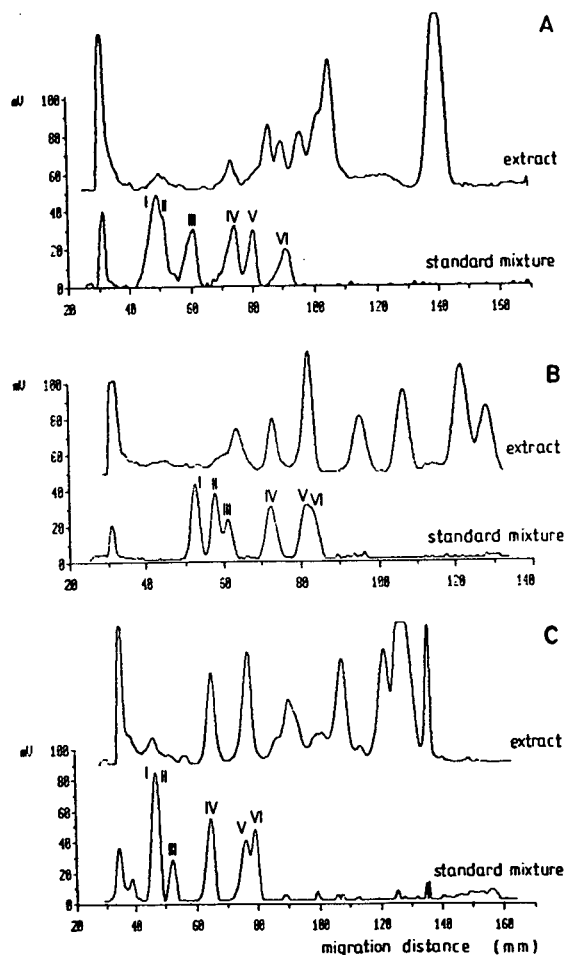 A
mV
100
80
extract
60
40
I II III IV V VI
20
standard mixture
0
20 40 60 80 100 120 140 160
B
mV
100
80
extract
60
40
I II III IV V VI
20
standard mixture
0
20 40 60 80 100 120 140
C
extract
mV
100
I II
80
60
III IV V VI
40
20
standard mixture
0
20 40 60 80 100 120 140 160
migration distance (mm)